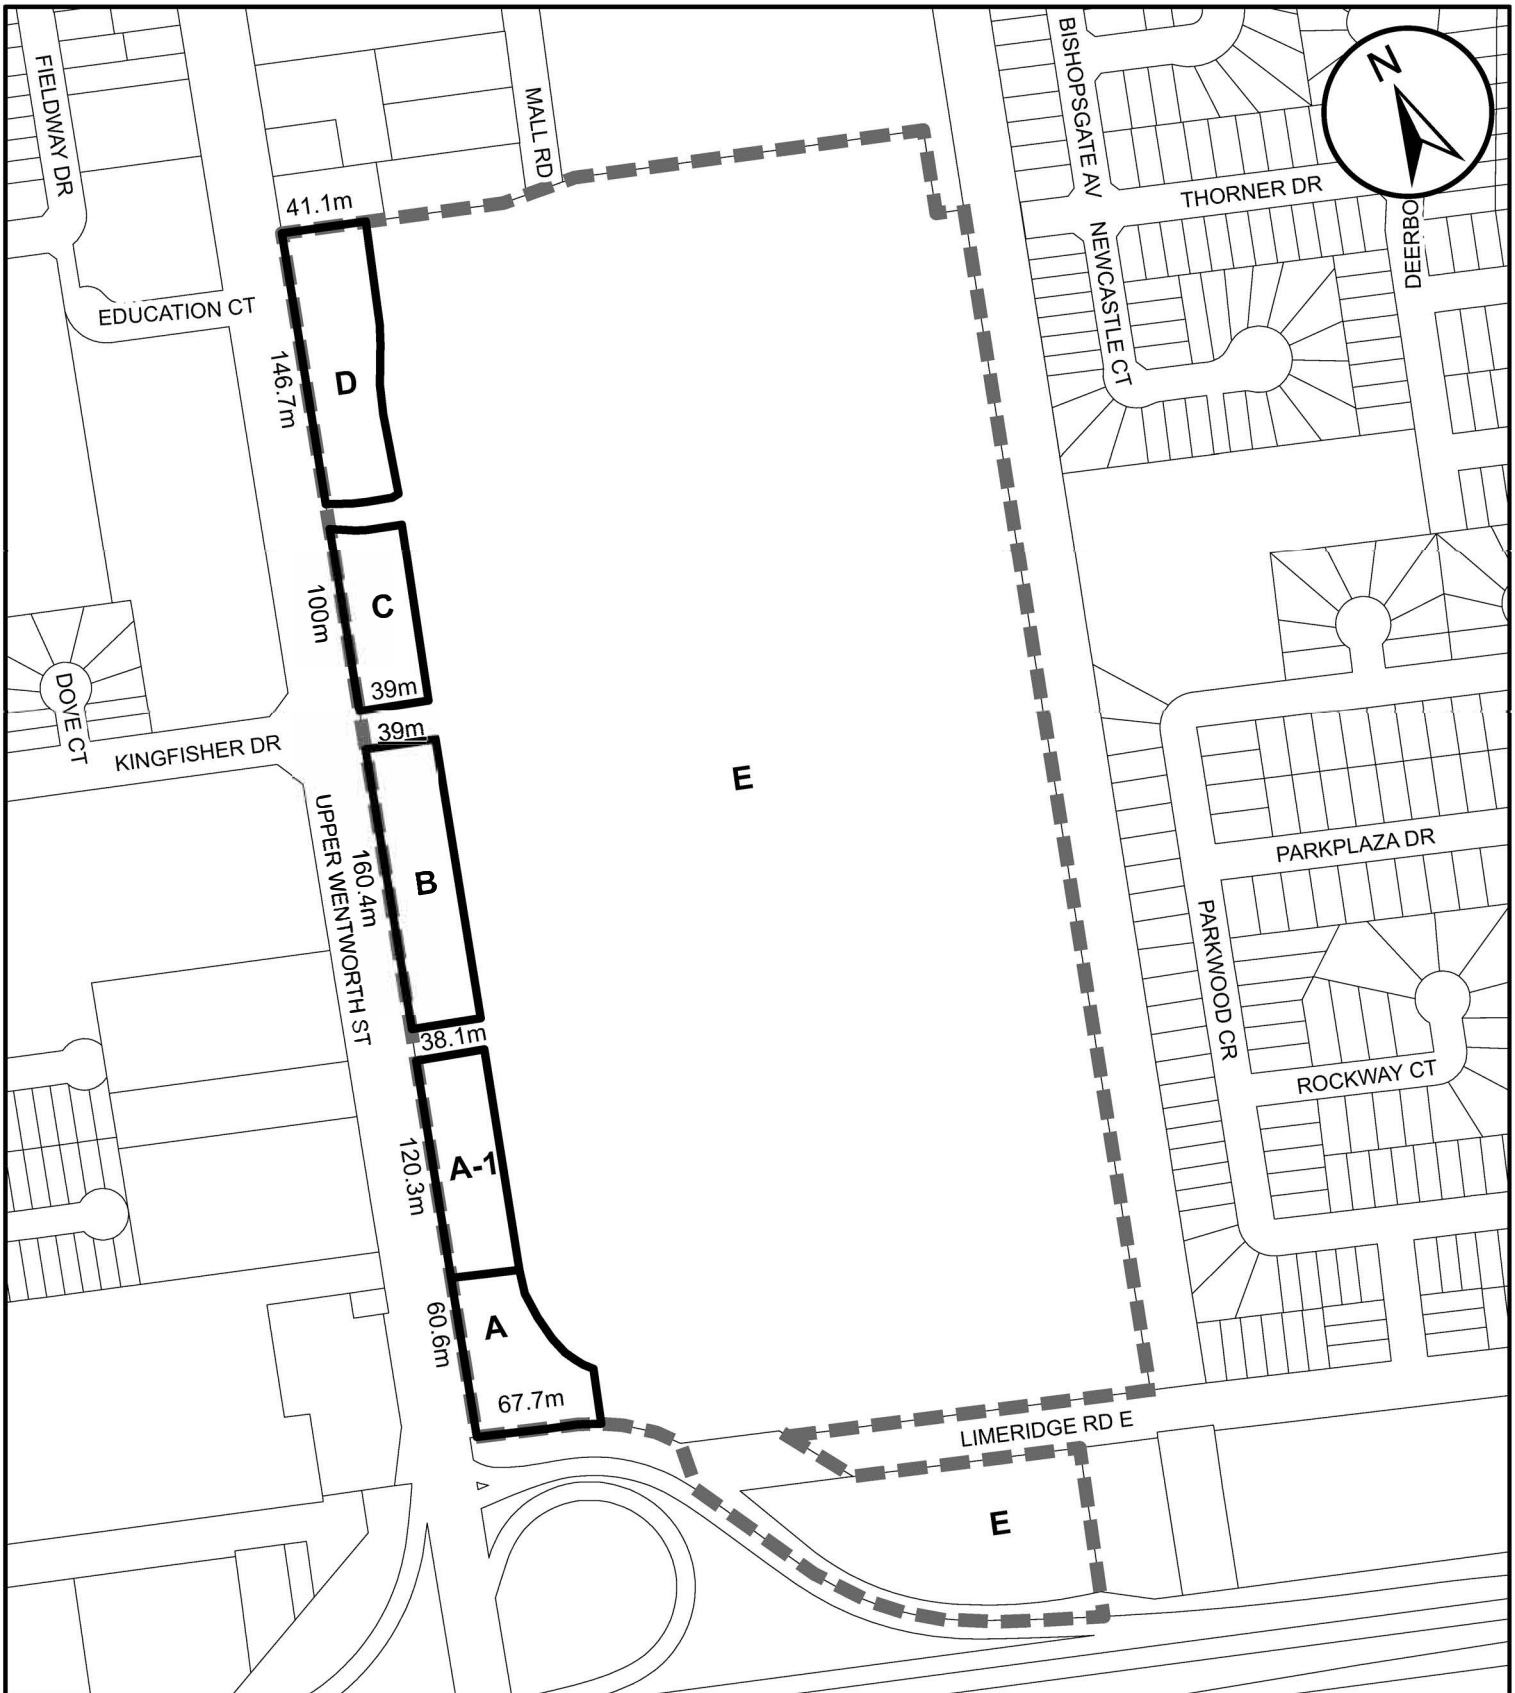 FIELDWAY DR
MALL RD
BISHOPSGATE AV
N
THORNER DR
DEERBO
41.1m
NEWCASTLE CT
EDUCATION CT
146.7m
D
100m
C
39m
DOVE CT
KINGFISHER DR
39m
E
UPPER WENTWORTH ST
160.4m
B
PARKPLAZA DR
PARKWOOD CR
38.1m
ROCKWAY CT
120.3m
A-1
60.6m
A
67.7m
LIMERIDGE RD E
E